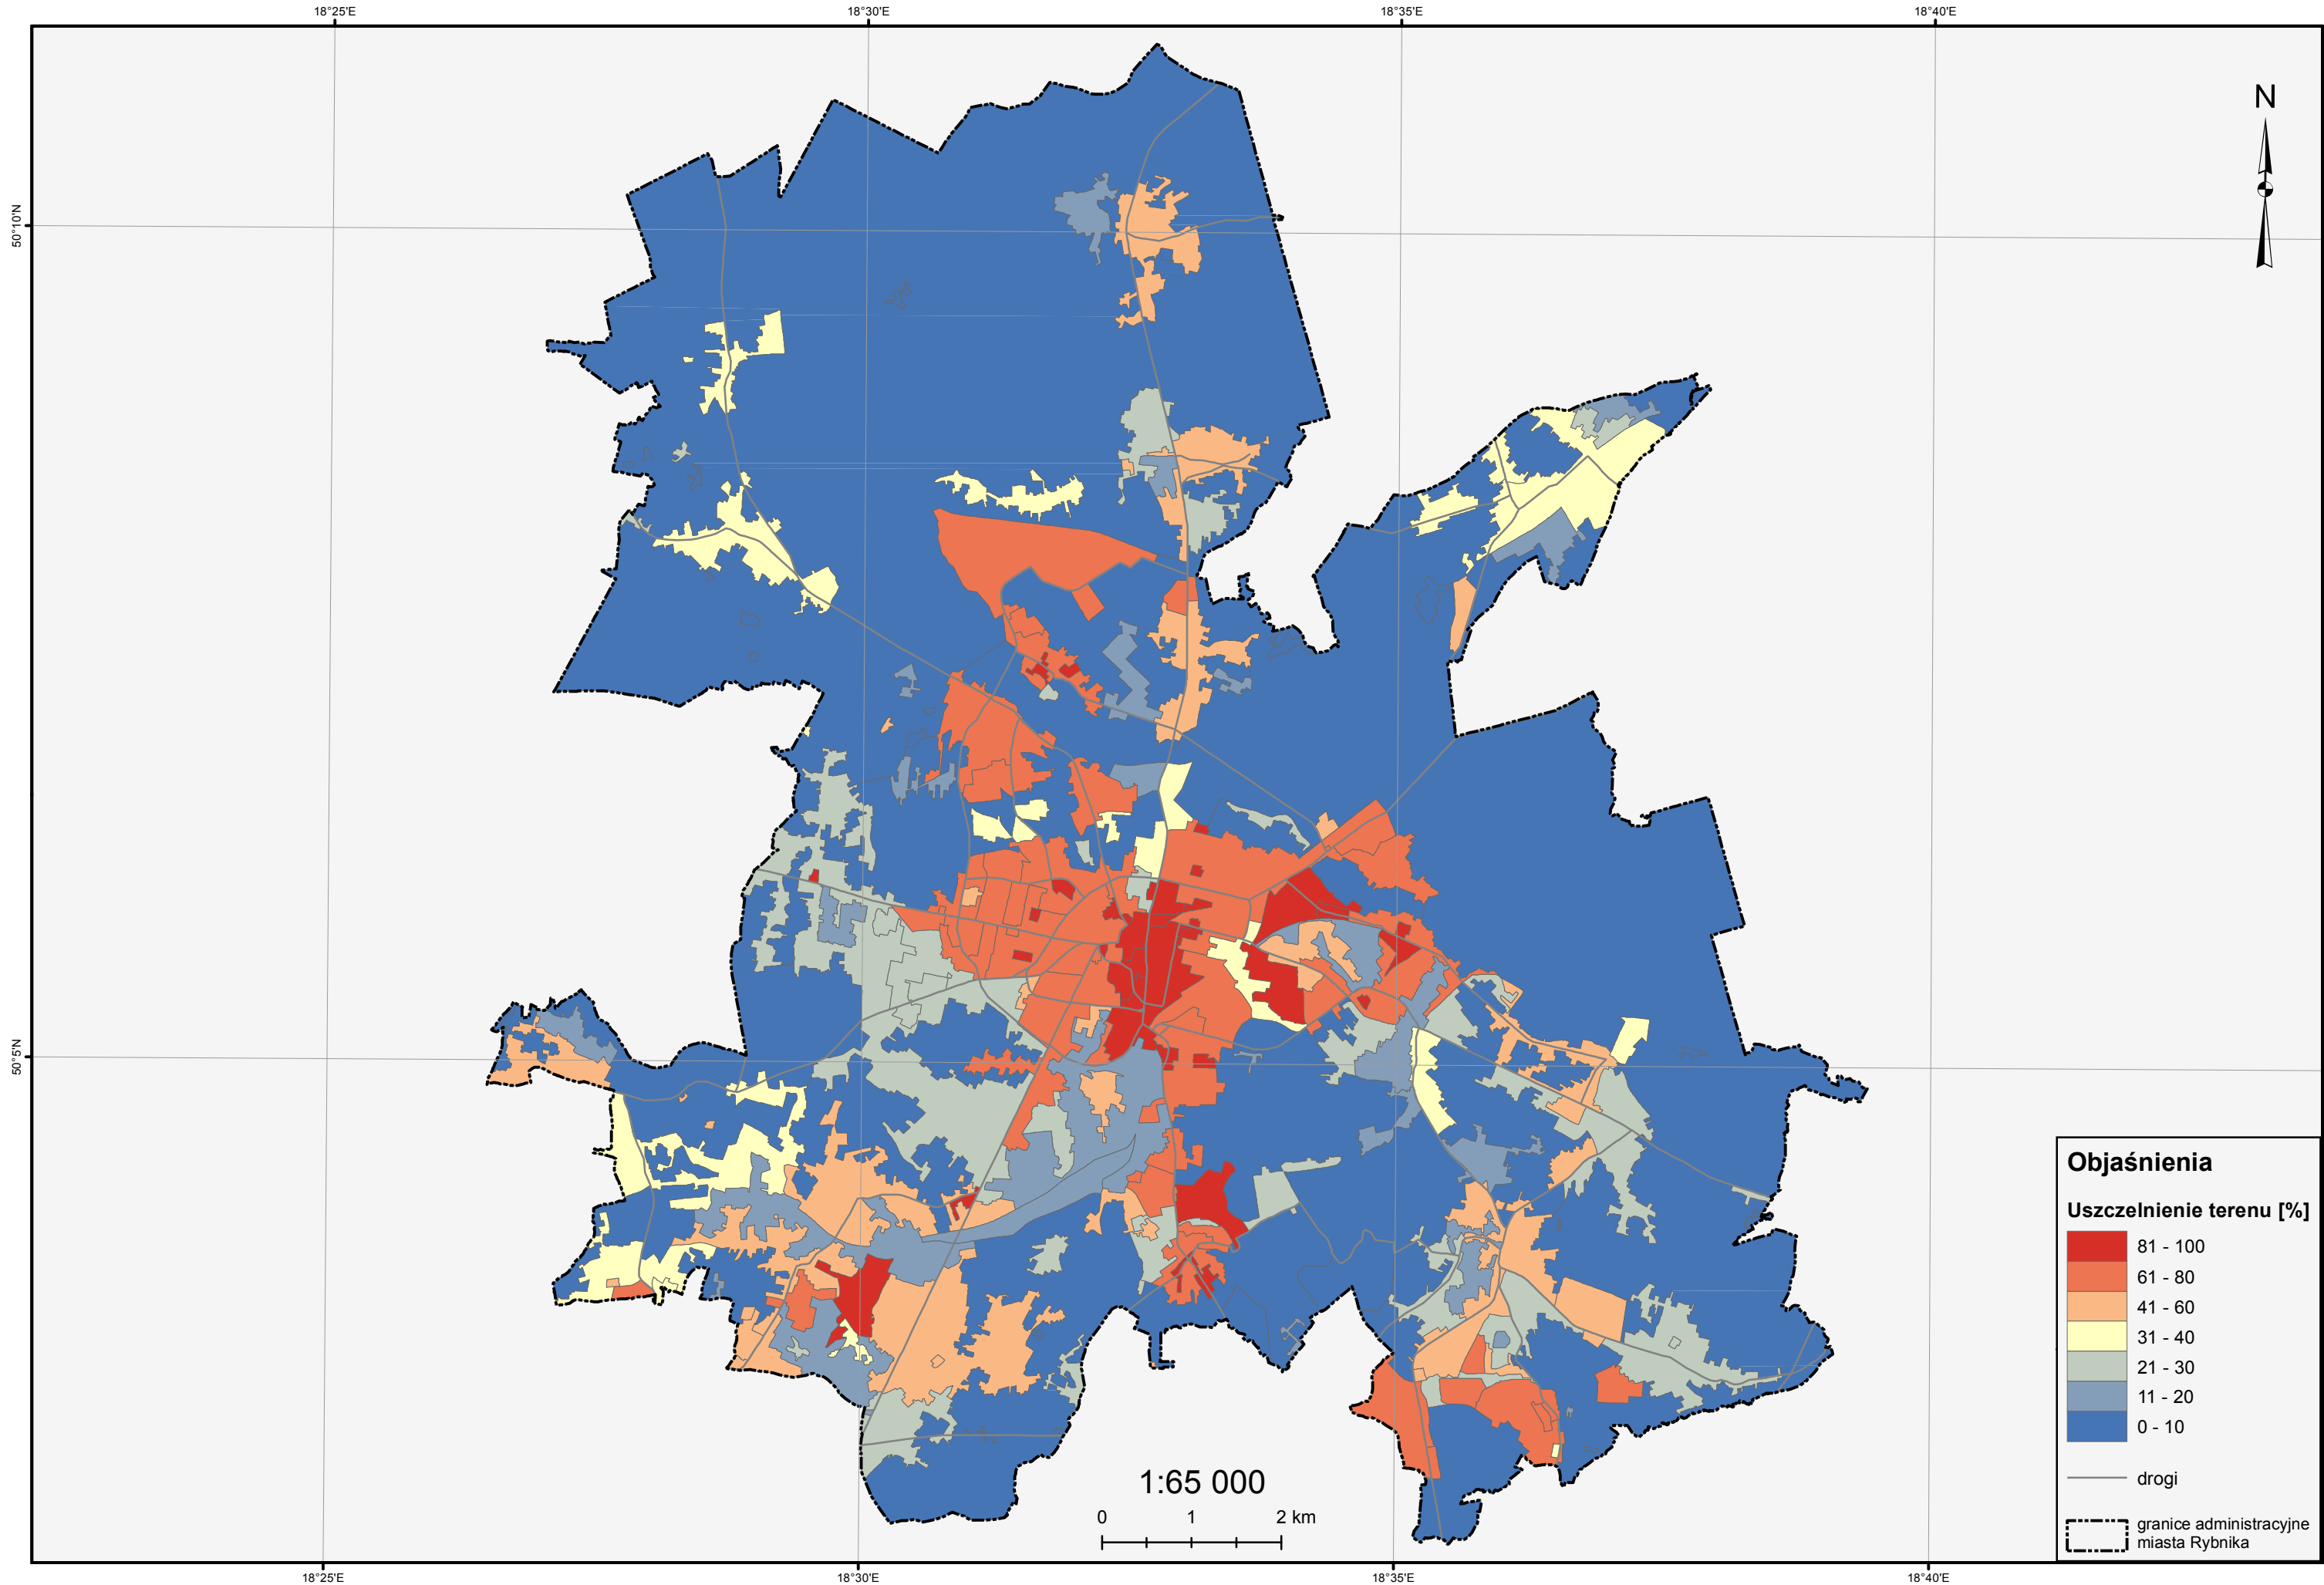 18°25'E
18°30'E
18°35'E
18°40'E
N
50°10'N
50°5'N
Objaśnienia
Uszczelnienie terenu [%]
81 - 100
61 - 80
41 - 60
31 - 40
21 - 30
11 - 20
0 - 10
drogi
granice administracyjne
miasta Rybnika
1:65 000
0 1 2 km
18°25'E
18°30'E
18°35'E
18°40'E